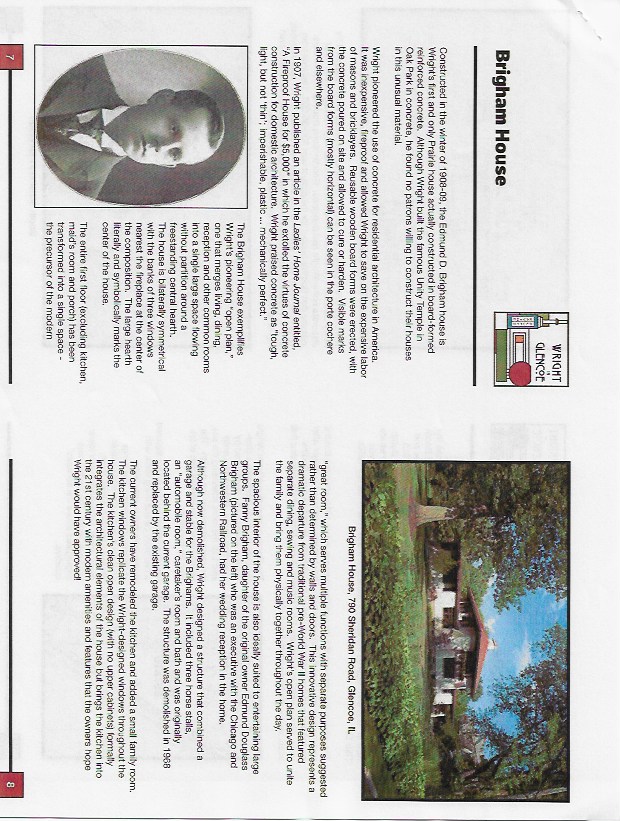 Brigham House
WRIGHT
IN
GLENCOE
Constructed in the winter of 1908-09, the Edmund D. Brigham house is
Wright's first and only Prairie house actually constructed in board-formed
reinforced concrete. Although Wright built the famous Unity Temple in
Oak Park in concrete, he found no patrons willing to construct their houses
in this unusual material.
Wright pioneered the use of concrete for residential architecture in America.
It was inexpensive, fireproof and allowed Wright to save on the expensive labor
of masons and bricklayers. Reusable wooden board forms were erected, with
the concrete poured on site and allowed to cure or harden. Visible marks
from the board forms (mostly horizontal) can be seen in the porte cochere
and elsewhere.
In 1907, Wright published an article in the Ladies' Home Journal entitled,
"A Fireproof House for $5,000" in which he extolled the virtues of concrete
construction for domestic architecture. Wright praised concrete as "tough,
light, but not 'thin'; imperishable, plastic ... mechanically perfect."
The Brigham House exemplifies
Wright's pioneering "open plan,"
one that merges living, dining,
reception and other common rooms
into a single large space flowing
without partition around a
freestanding central hearth.
The house is bilaterally symmetrical
with the banks of three windows
nearest the fireplace at the center of
the composition. The large hearth
literally and symbolically marks the
center of the house.
The entire first floor (excluding kitchen,
maid's room and porch) has been
transformed into a single space -
the precursor of the modern
7
Brigham House, 790 Sheridan Road, Glencoe, IL
"great room," which serves multiple functions with separate purposes suggested
rather than determined by walls and doors. This innovative design represents a
dramatic departure from traditional pre-World War II homes that featured
separate dining, sewing and music rooms. Wright's open plan served to unite
the family and bring them physically together throughout the day.
The spacious interior of the house is also ideally suited to entertaining large
groups. Fanny Brigham, daughter of the original owner Edmund Douglass
Brigham (pictured on the left) who was an executive with the Chicago and
Northwestern Railroad, had her wedding reception in the home.
Although now demolished, Wright designed a structure that combined a
garage and stable for the Brighams. It included three horse stalls,
an "automobile room," caretaker's room and bath and was originally
located behind the current garage. The structure was demolished in 1968
and replaced by the existing garage.
The current owners have remodeled the kitchen and added a small family room.
The kitchen windows replicate the Wright-designed windows throughout the
house. The kitchen's clean open design (with no upper cabinets) formally
integrates the architectural elements of the house but brings the kitchen into
the 21st century with modern amenities and features that the owners hope
Wright would have approved!
8